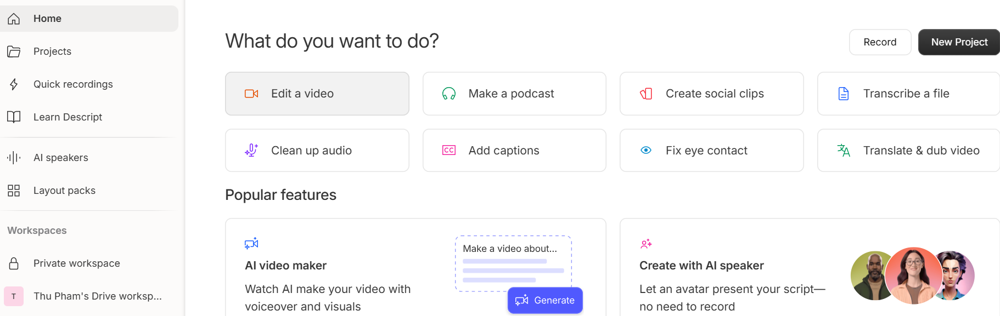 Home
Projects
Quick recordings
Learn Descript
AI speakers
Layout packs
Workspaces
Private workspace
T
Thu Pham's Drive worksp...
What do you want to do?
Record
New Project
Edit a video
Make a podcast
Create social clips
Transcribe a file
Clean up audio
CC
Add captions
Fix eye contact
Translate & dub video
Popular features
AI video maker
Watch AI make your video with
voiceover and visuals
Make a video about...
Generate
Create with AI speaker
Let an avatar present your script—
no need to record